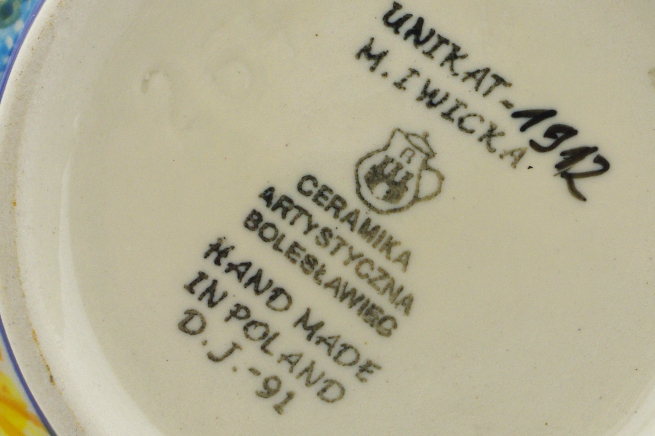 UNIKAT-1912
M. IWICKA
CERAMIKA
ARTYSTYCZNA
BOLESŁAWIEC
HAND MADE
IN POLAND
D.J.-91